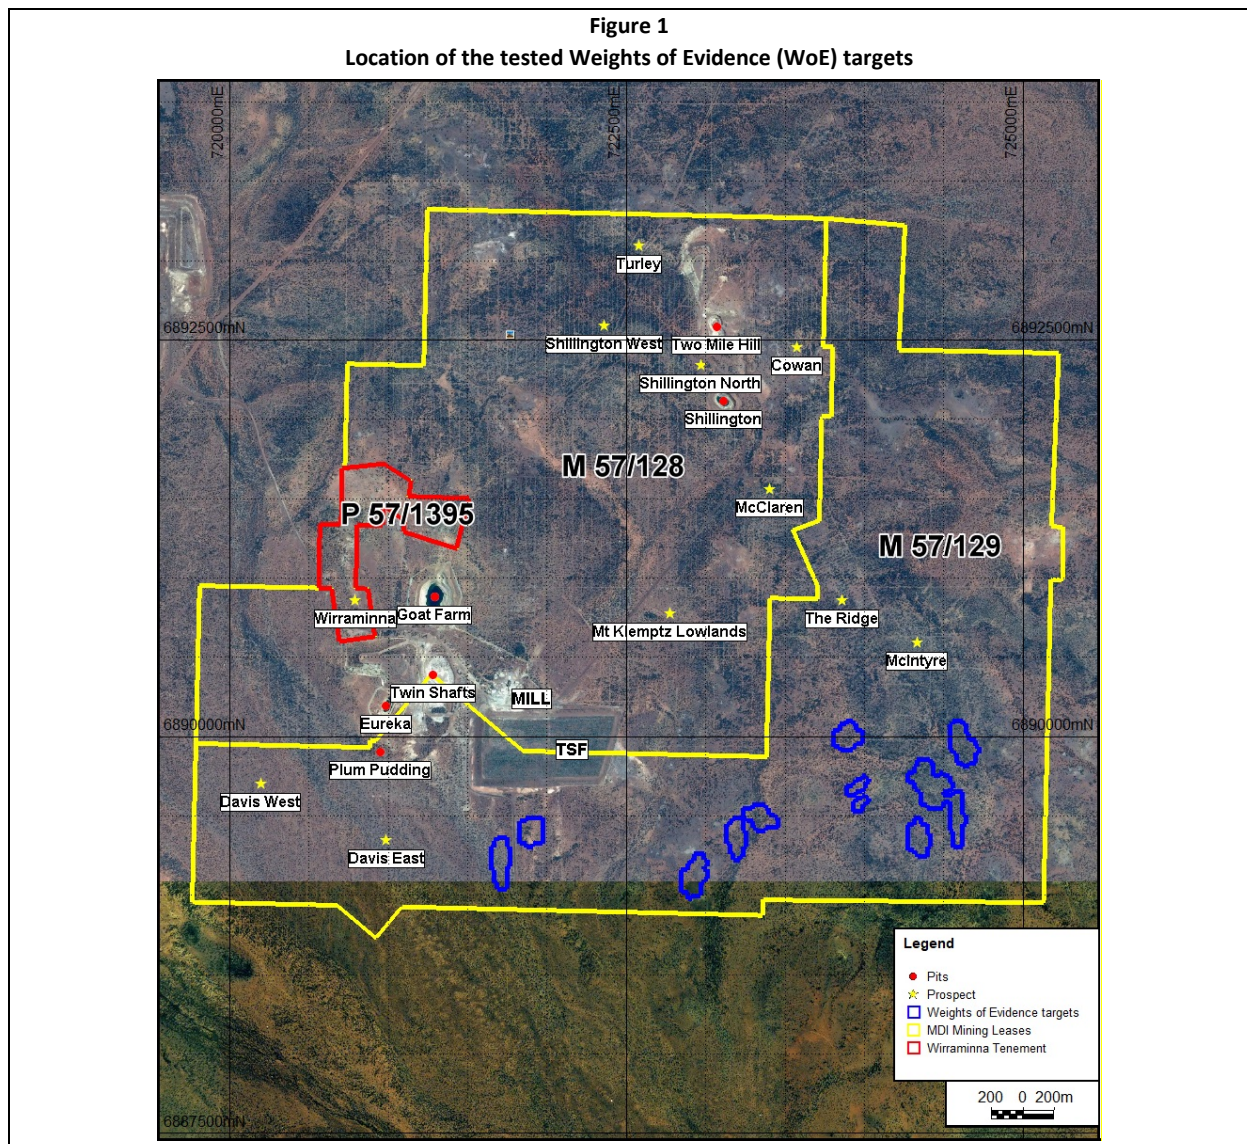 Figure 1
Location of the tested Weights of Evidence (WoE) targets
720000mE
722500mE
725000mE
Turley
6892500mN
6892500mN
Shillington West
Two Mile Hill
Cowan
Shillington North
Shillington
M 57/128
McClaren
P 57/1395
M 57/129
Wirraminna
Goat Farm
Mt Klemptz Lowlands
The Ridge
McIntyre
Twin Shafts
MILL
Eureka
6890000mN
6890000mN
TSF
Plum Pudding
Davis West
Davis East
Legend
Pits
Prospect
Weights of Evidence targets
MDI Mining Leases
Wirraminna Tenement
200 0 200m
6887500mN